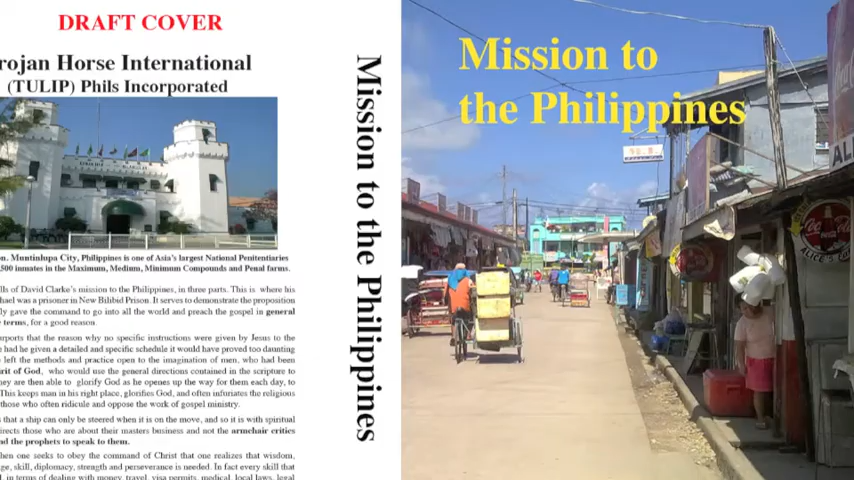 DRAFT COVER
rojan Horse International
(TULIP) Phils Incorporated
on. Muntinlupa City, Philippines is one of Asia's largest National Penitentiaries
500 inmates in the Maximum, Medium, Minimum Compounds and Penal farms.
lls of David Clarke's mission to the Philippines, in three parts. This is where his
hael was a prisoner in New Bilibid Prison. It serves to demonstrate the proposition
ly gave the command to go into all the world and preach the gospel in general
terms, for a good reason.
urports that the reason why no specific instructions were given by Jesus to the
had he given a detailed and specific schedule it would have proved too daunting
left the methods and practice open to the imagination of men, who had been
rit of God, who would use the general directions contained in the scripture to
hey are then able to glorify God as he opens up the way for them each day, to
This keeps man in his right place, glorifies God, and often infuriates the religious
those who often ridicule and oppose the work of gospel ministry.
that a ship can only be steered when it is on the move, and so it is with spiritual
directs those who are about their masters business and not the armchair critics
nd the prophets to speak to them.
hen one seeks to obey the command of Christ that one realizes that wisdom,
ge, skill, diplomacy, strength and perseverance is needed. In fact every skill that
in terms of dealing with money, travel, visa permits, medical, local laws, legal
Mission to the Philippines
Mission to
the Philippines
Coca-Cola
ALICE'S
AL